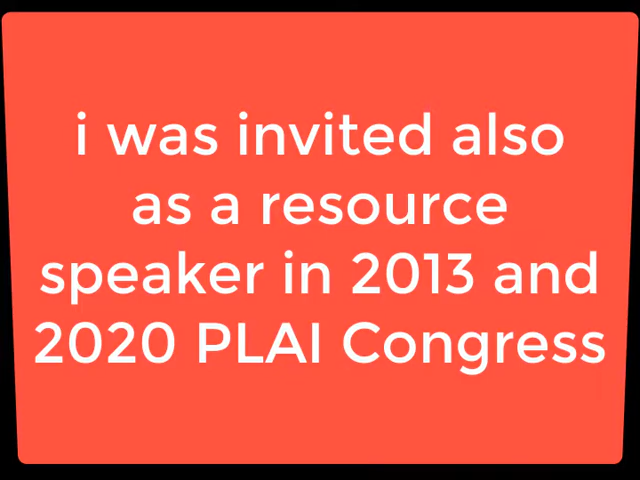 i was invited also
as a resource
speaker in 2013 and
2020 PLAI Congress